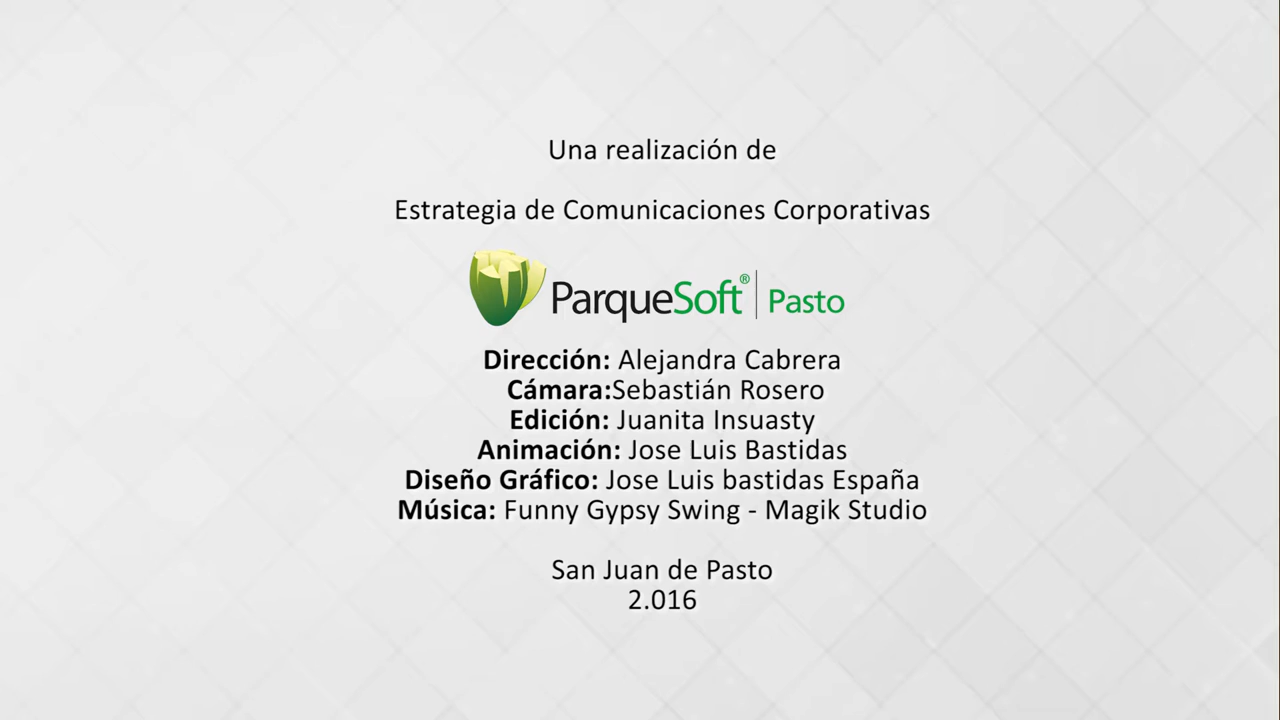 Una realización de
Estrategia de Comunicaciones Corporativas
ParqueSoft® | Pasto
Dirección: Alejandra Cabrera
Cámara:Sebastián Rosero
Edición: Juanita Insuasty
Animación: Jose Luis Bastidas
Diseño Gráfico: Jose Luis bastidas España
Música: Funny Gypsy Swing - Magik Studio
San Juan de Pasto
2.016